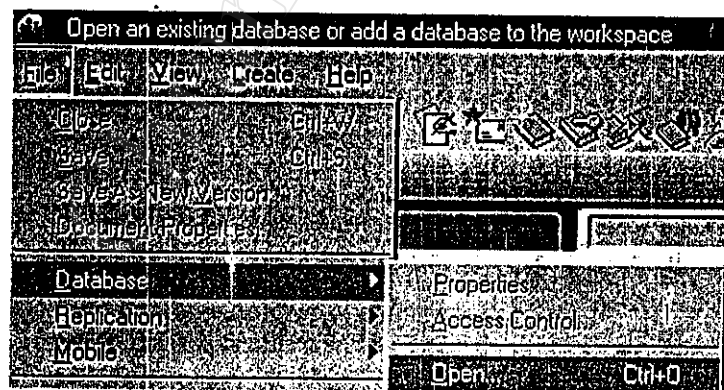 Open an existing database or add a database to the workspace
File Edit View Create Help
Close Ctrl+W
Save Ctrl+S
Save As New Version
Document Properties...
Database
Replication
Mobile
Properties...
Access Control...
Open... Ctrl+O